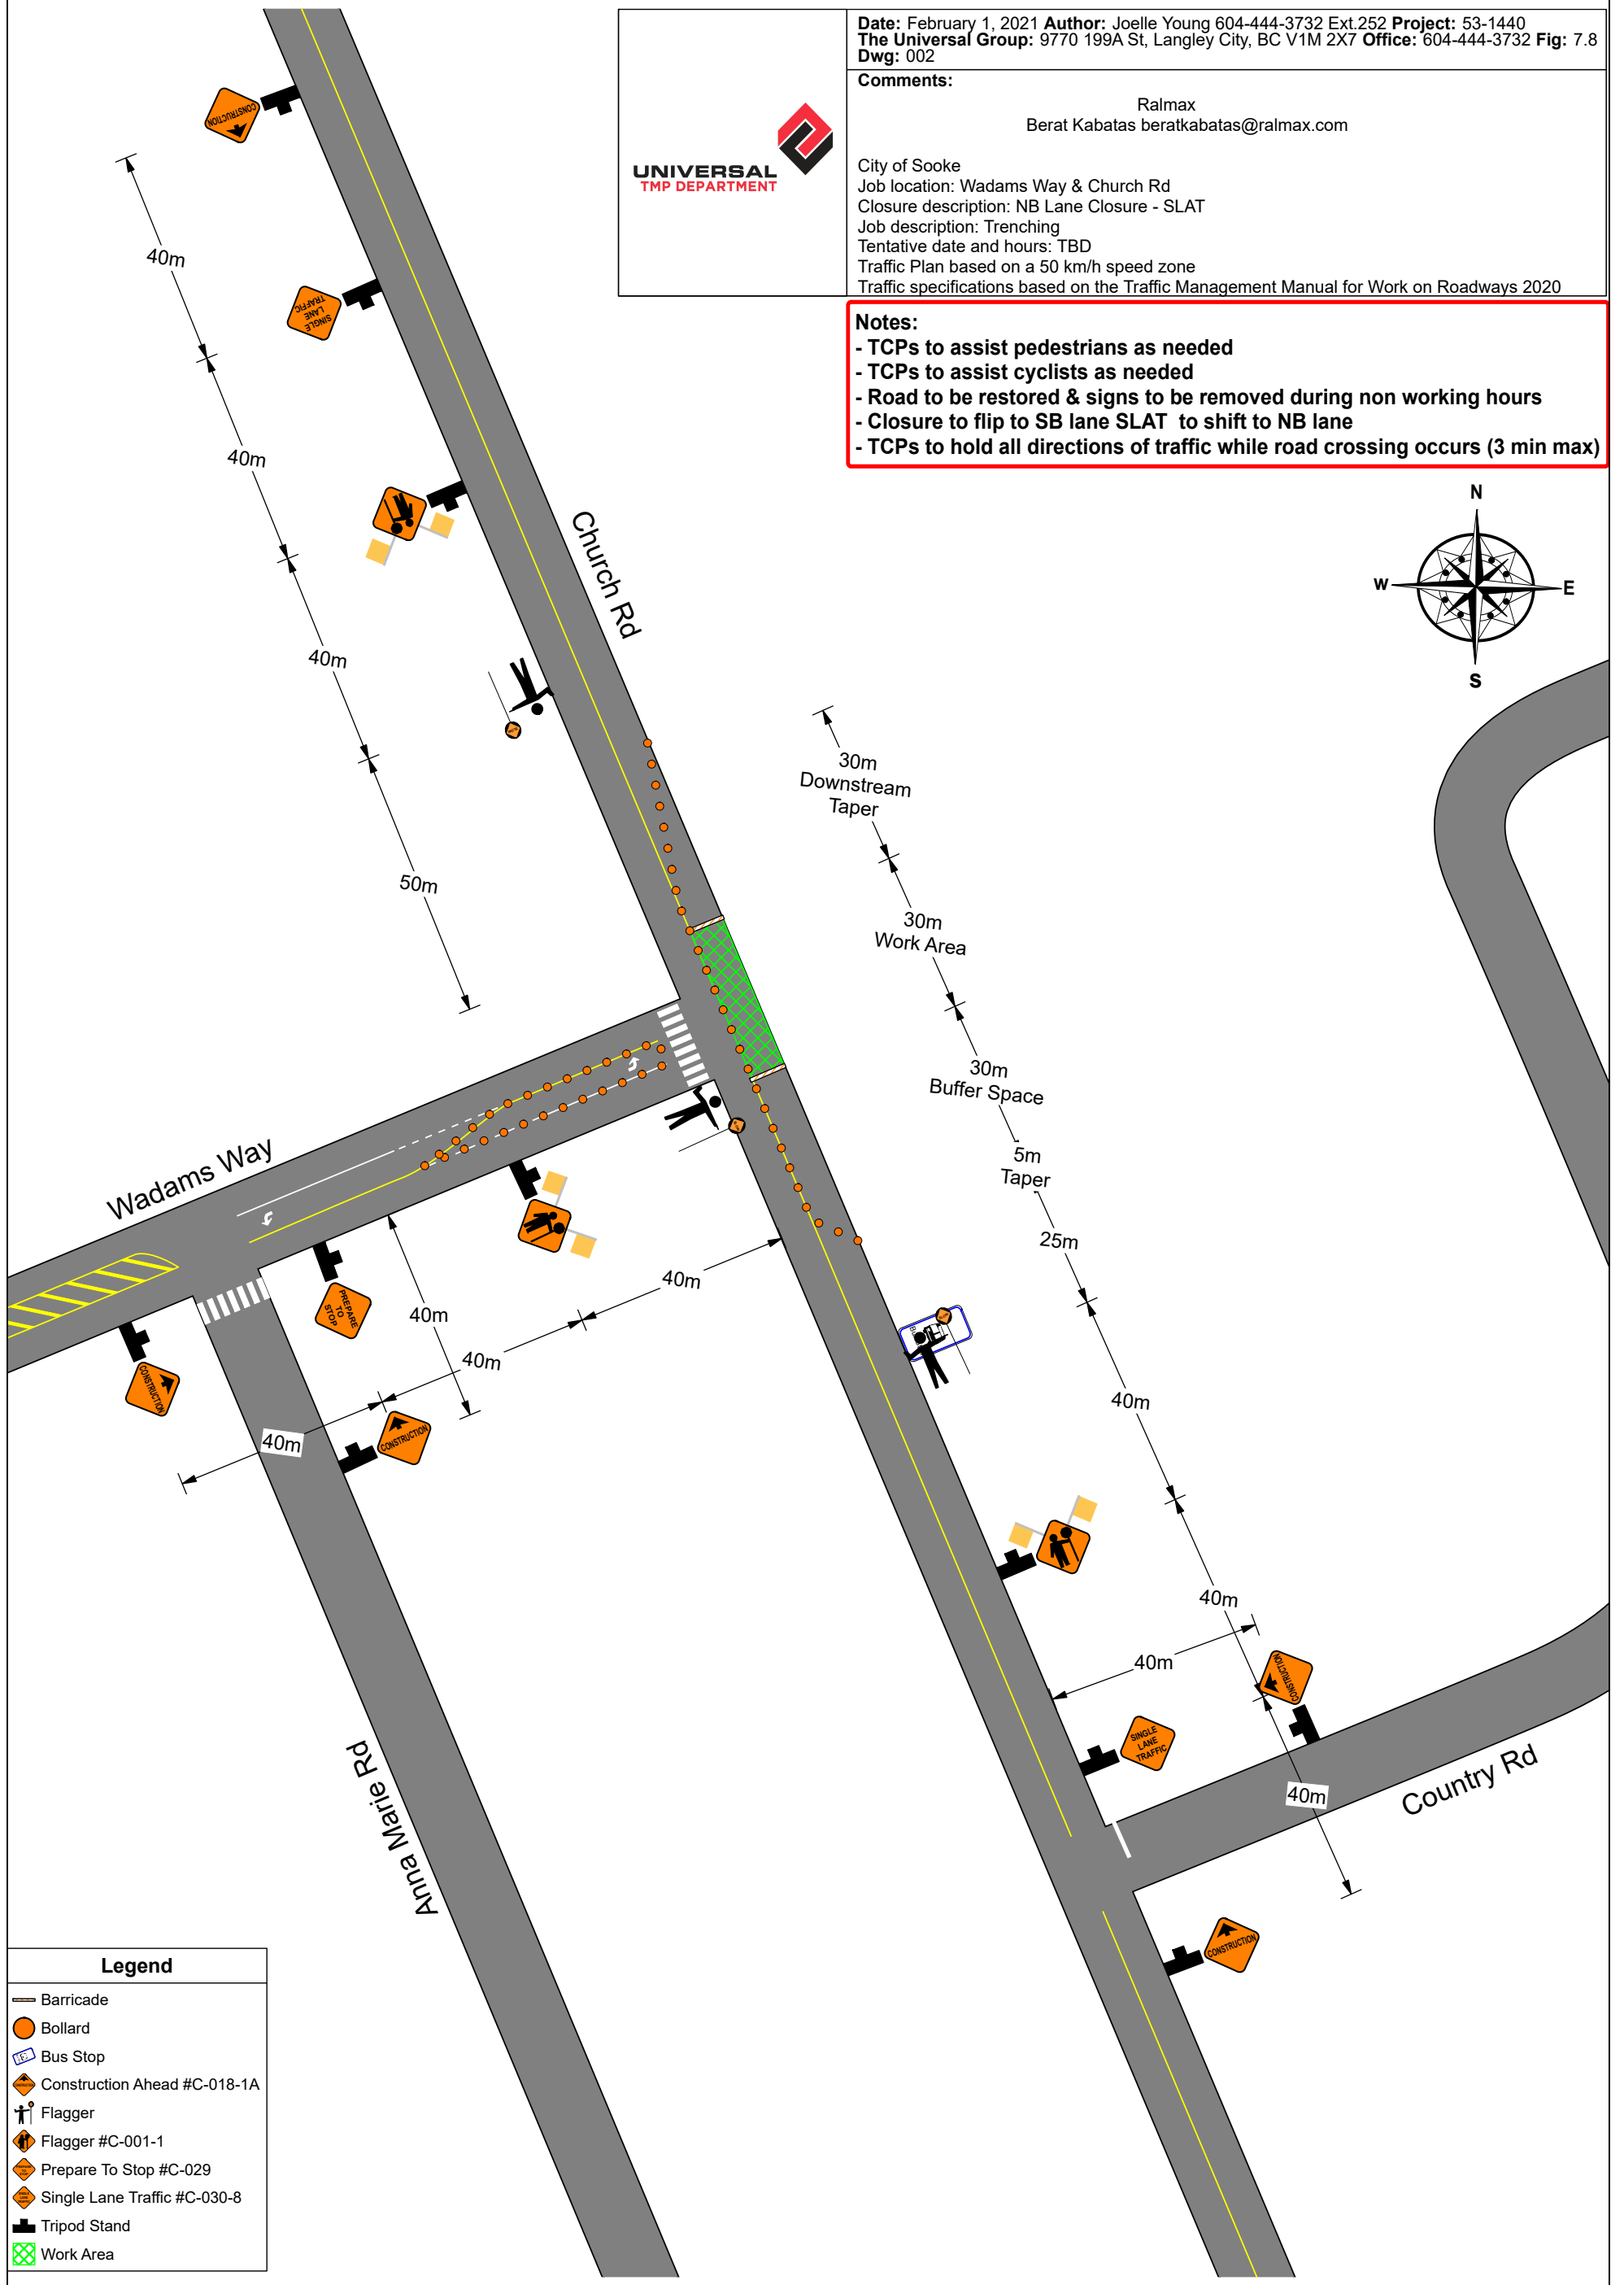 Date: February 1, 2021 Author: Joelle Young 604-444-3732 Ext.252 Project: 53-1440
The Universal Group: 9770 199A St, Langley City, BC V1M 2X7 Office: 604-444-3732 Fig: 7.8
Dwg: 002
UNIVERSAL
TMP DEPARTMENT
Comments:
Ralmax
Berat Kabatas beratkabatas@ralmax.com
City of Sooke
Job location: Wadams Way & Church Rd
Closure description: NB Lane Closure - SLAT
Job description: Trenching
Tentative date and hours: TBD
Traffic Plan based on a 50 km/h speed zone
Traffic specifications based on the Traffic Management Manual for Work on Roadways 2020
Notes:
- TCPs to assist pedestrians as needed
- TCPs to assist cyclists as needed
- Road to be restored & signs to be removed during non working hours
- Closure to flip to SB lane SLAT to shift to NB lane
- TCPs to hold all directions of traffic while road crossing occurs (3 min max)
N
W
E
S
CONSTRUCTION
40m
SINGLE
LANE
TRAFFIC
40m
40m
50m
Church Rd
30m
Downstream
Taper
30m
Work Area
30m
Buffer Space
5m
Taper
25m
40m
40m
40m
40m
Wadams Way
PREPARE
TO
STOP
CONSTRUCTION
40m
40m
40m
40m
CONSTRUCTION
CONSTRUCTION
SINGLE
LANE
TRAFFIC
CONSTRUCTION
Country Rd
Anna Marie Rd
Legend
Barricade
Bollard
Bus Stop
Construction Ahead #C-018-1A
Flagger
Flagger #C-001-1
Prepare To Stop #C-029
Single Lane Traffic #C-030-8
Tripod Stand
Work Area